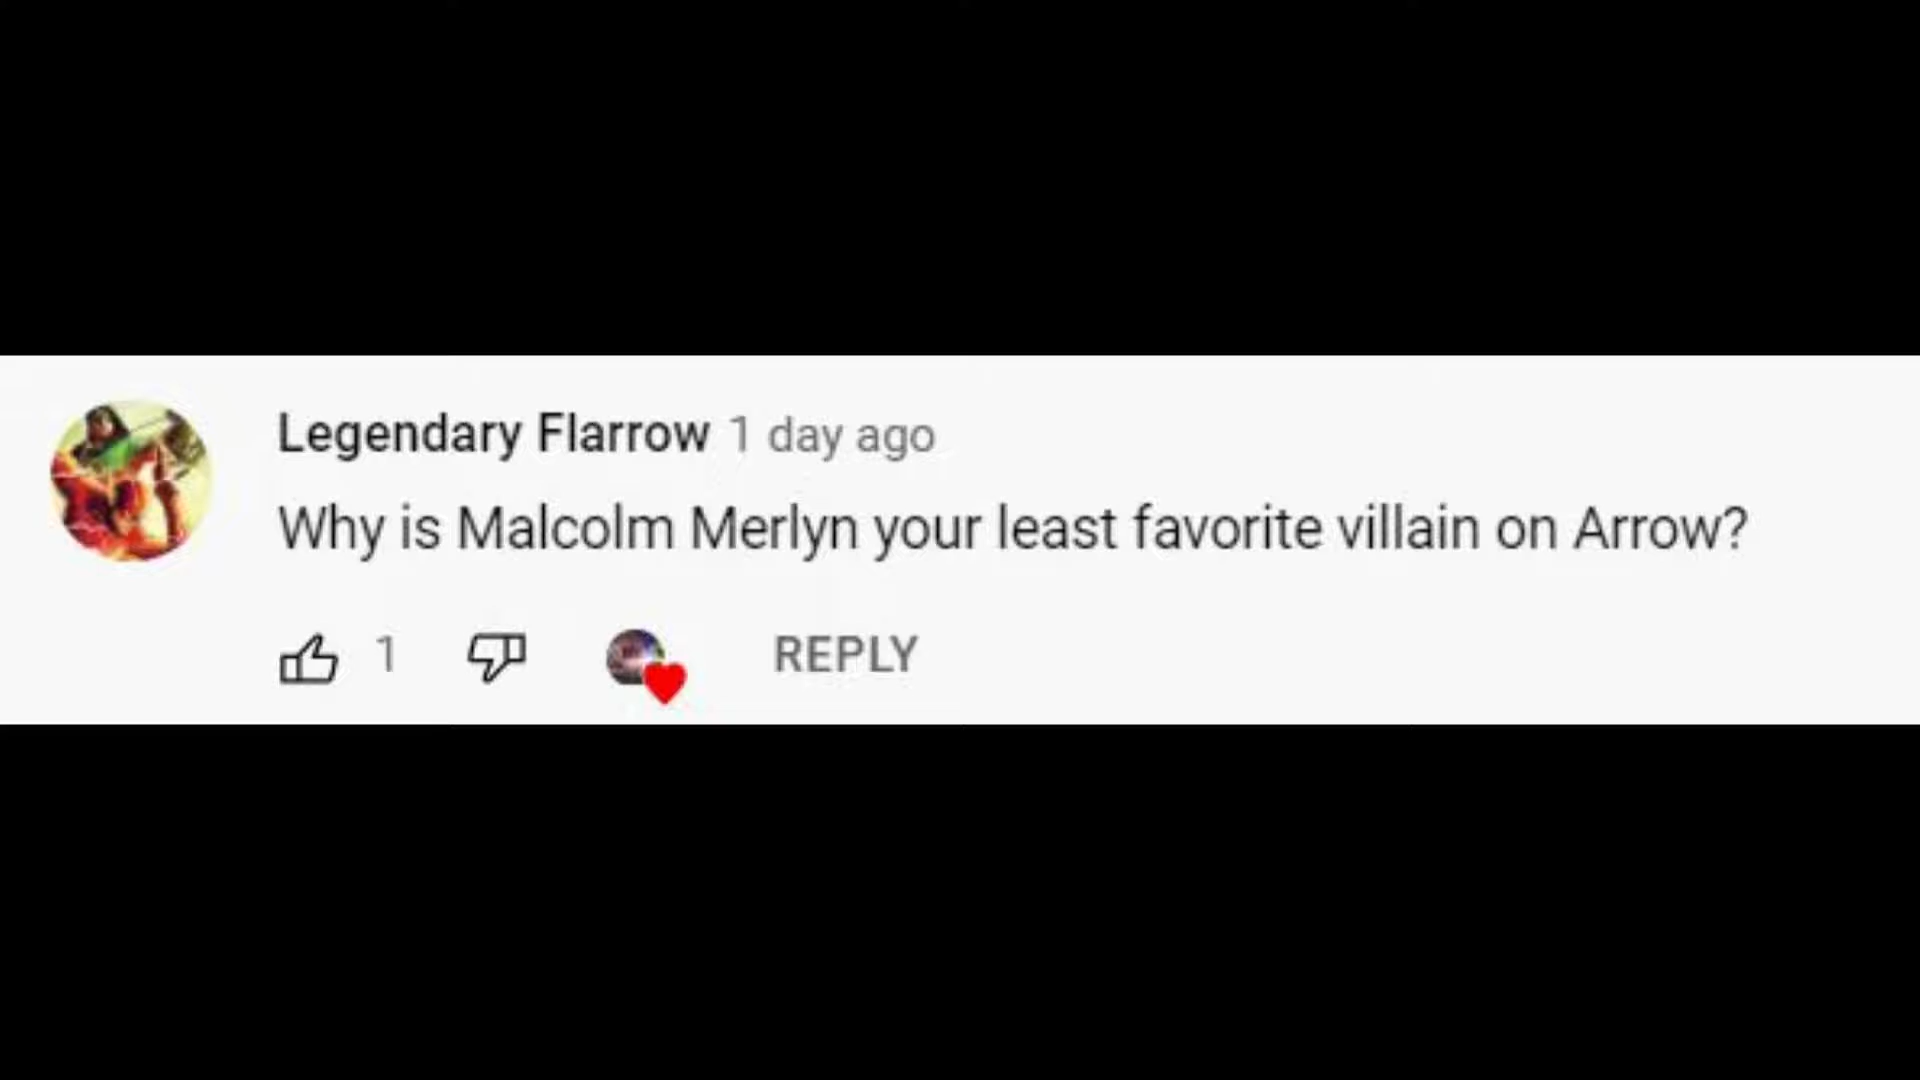 Legendary Flarrow 1 day ago
Why is Malcolm Merlyn your least favorite villain on Arrow?
1 REPLY